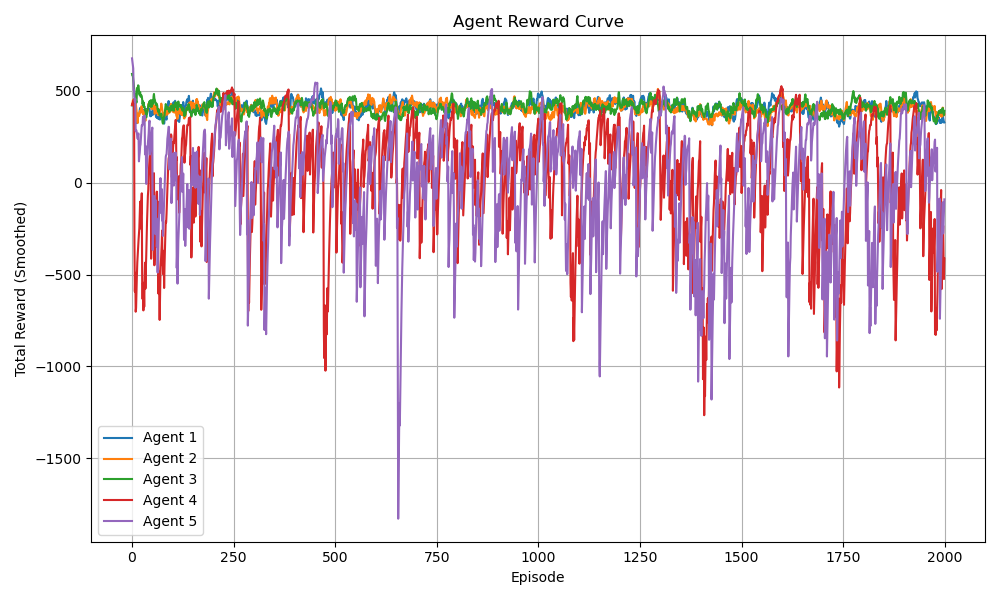 Agent Reward Curve
Total Reward (Smoothed)
500
0
−500
−1000
−1500
Agent 1
Agent 2
Agent 3
Agent 4
Agent 5
0 250 500 750 1000 1250 1500 1750 2000
Episode